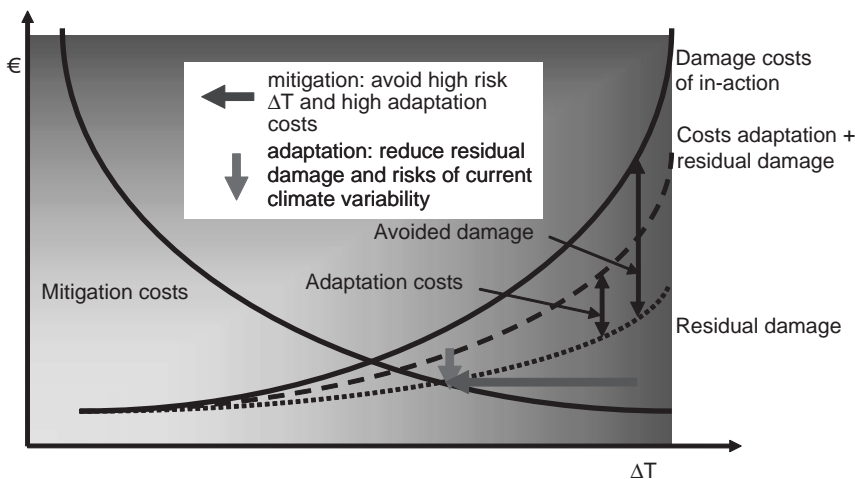 €
mitigation: avoid high risk
ΔT and high adaptation
costs
adaptation: reduce residual
damage and risks of current
climate variability
Damage costs
of in-action
Costs adaptation +
residual damage
Avoided damage
Adaptation costs
Mitigation costs
Residual damage
ΔT